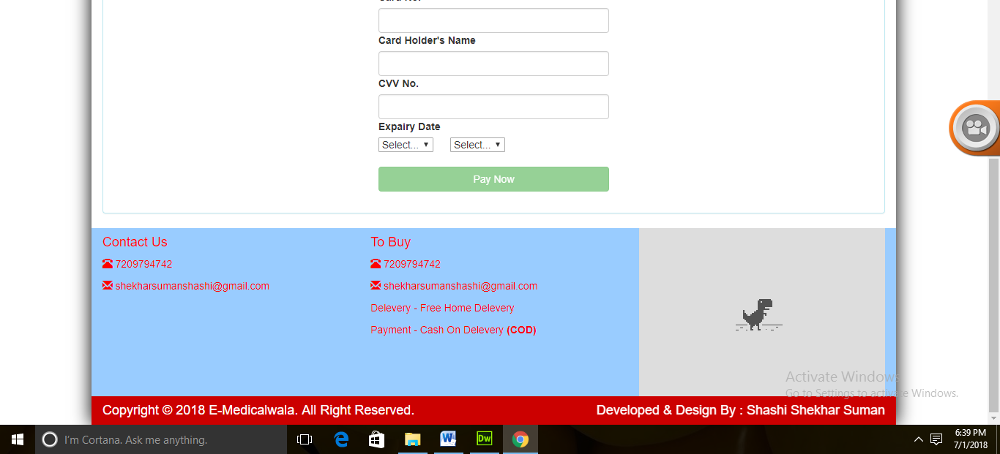 Card Holder's Name
CVV No.
Expairy Date
Select... Select...
Pay Now
Contact Us
7209794742
shekharsumanshashi@gmail.com
To Buy
7209794742
shekharsumanshashi@gmail.com
Delevery - Free Home Delevery
Payment - Cash On Delevery (COD)
Activate Windows
Go to Settings to activate Windows.
Copyright © 2018 E-Medicalwala. All Right Reserved.
Developed & Design By : Shashi Shekhar Suman
I'm Cortana. Ask me anything.
W
Dw
6:39 PM
7/1/2018